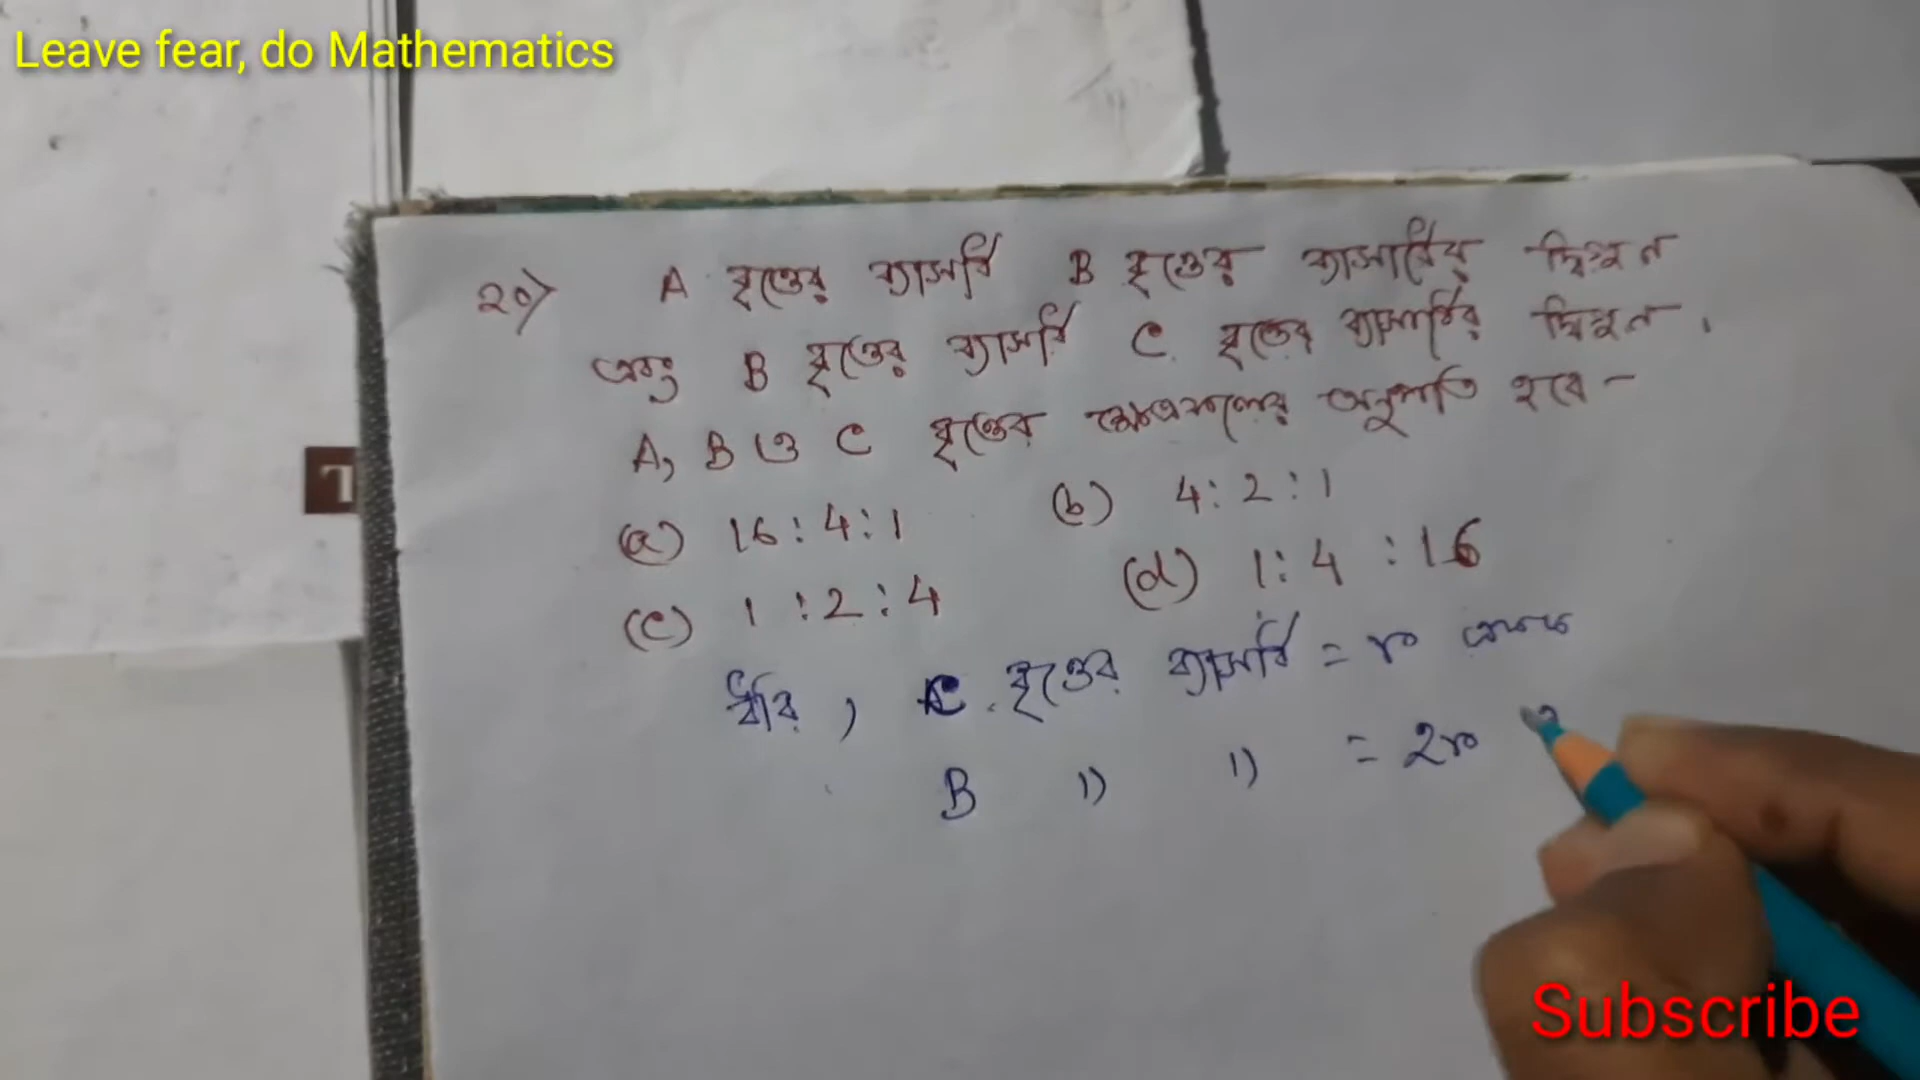 Leave fear, do Mathematics
২০) A বৃত্তের ব্যাসার্ধ B বৃত্তের ব্যাসার্ধের দ্বিগুন
এবং B বৃত্তের ব্যাসার্ধ C বৃত্তের ব্যাসার্ধের দ্বিগুন ।
A, B ও C বৃত্তের ক্ষেত্রফলের অনুপাত হবে –
(a) 16 : 4 : 1 (b) 4 : 2 : 1
(c) 1 : 2 : 4 (d) 1 : 4 : 16
T
ধরি , C বৃত্তের ব্যাসার্ধ = r একক
B 〃 〃 = 2r
Subscribe